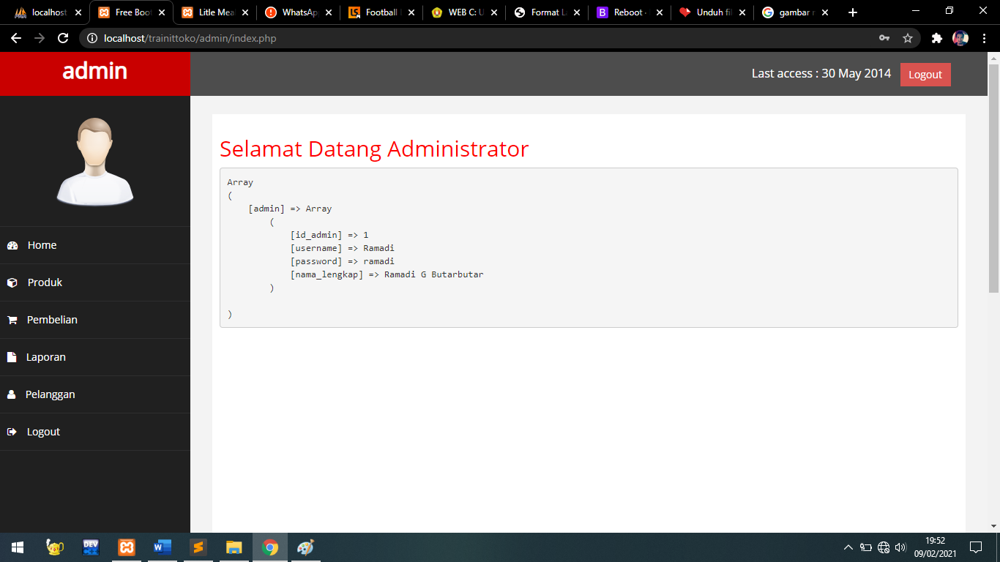 localhost
Free Boot
Litle Mea
WhatsAp
Football
WEB C: U
Format L
Reboot
Unduh fi
gambar r
localhost/trainittoko/admin/index.php
admin
Last access : 30 May 2014
Logout
Home
Produk
Pembelian
Laporan
Pelanggan
Logout
Selamat Datang Administrator
Array
(
[admin] => Array
(
[id_admin] => 1
[username] => Ramadi
[password] => ramadi
[nama_lengkap] => Ramadi G Butarbutar
)
)
DEV
19:52
09/02/2021